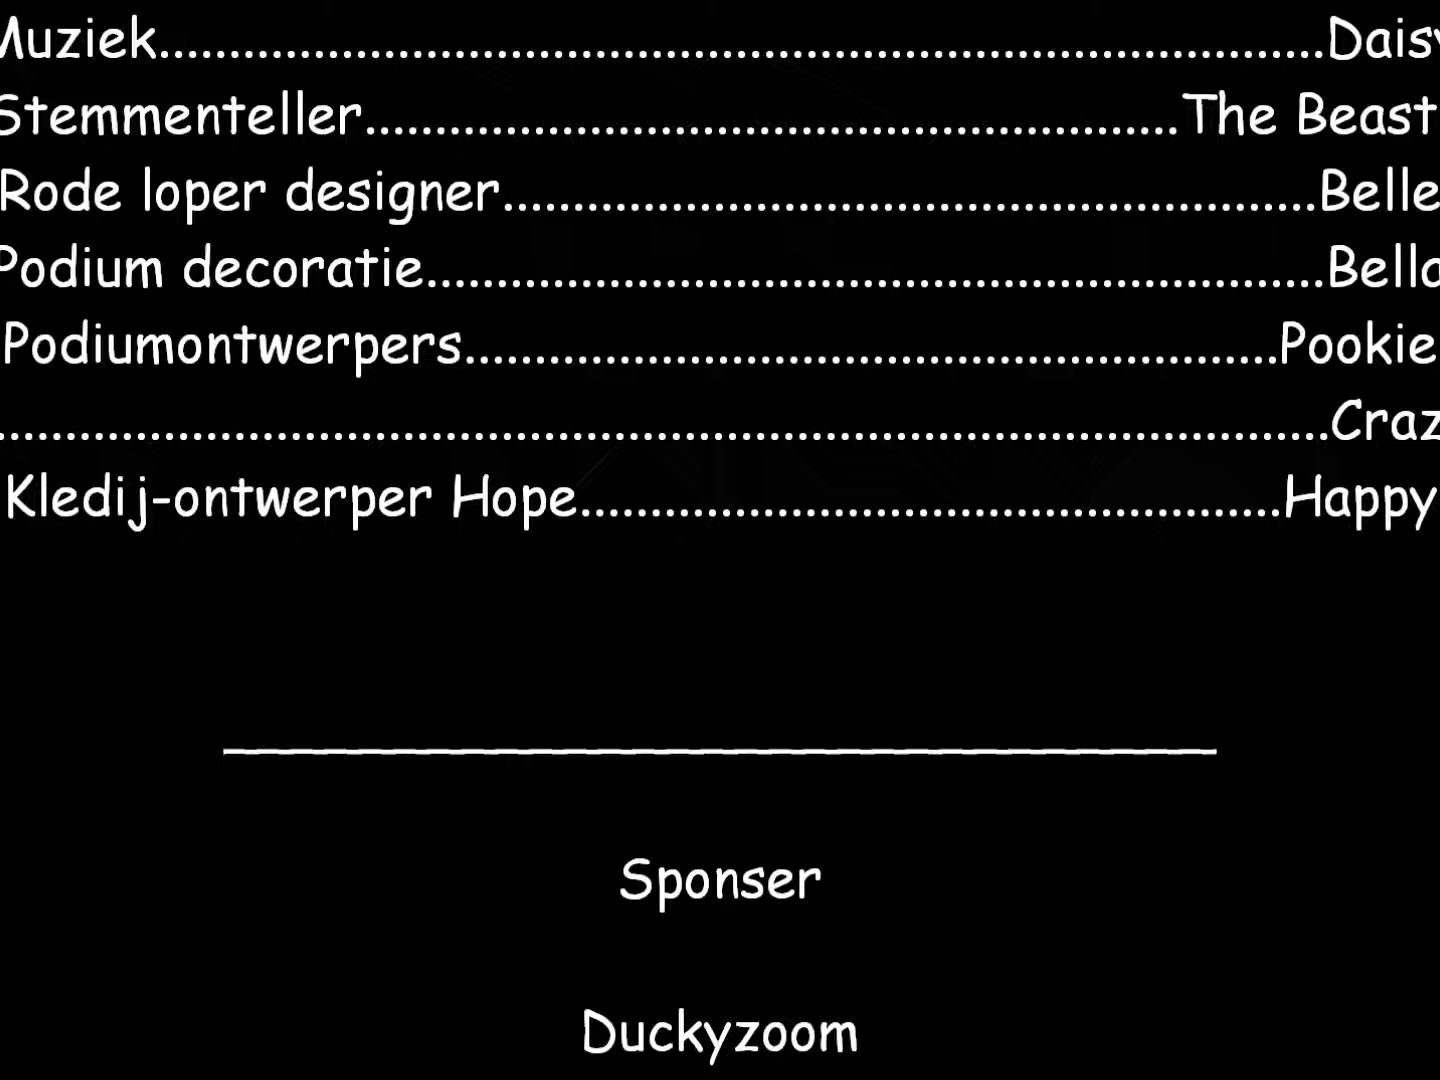 Muziek...................................................................................Daisy
Stemmenteller..........................................................The Beast
Rode loper designer..........................................................Belle
Podium decoratie................................................................Bella
Podiumontwerpers..........................................................Pookie
...............................................................................................Craz
Kledij-ontwerper Hope..................................................Happy
Sponser
Duckyzoom